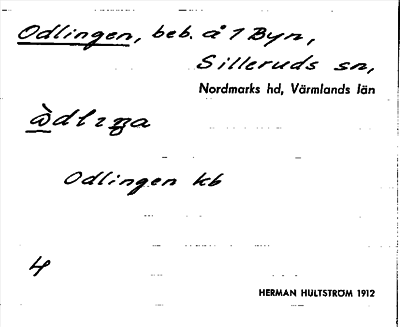 Odlingen, beb. å 1 Byn,
Silleruds sn,
Nordmarks hd, Värmlands län
Odlingen kb
4
HERMAN HULTSTRÖM 1912